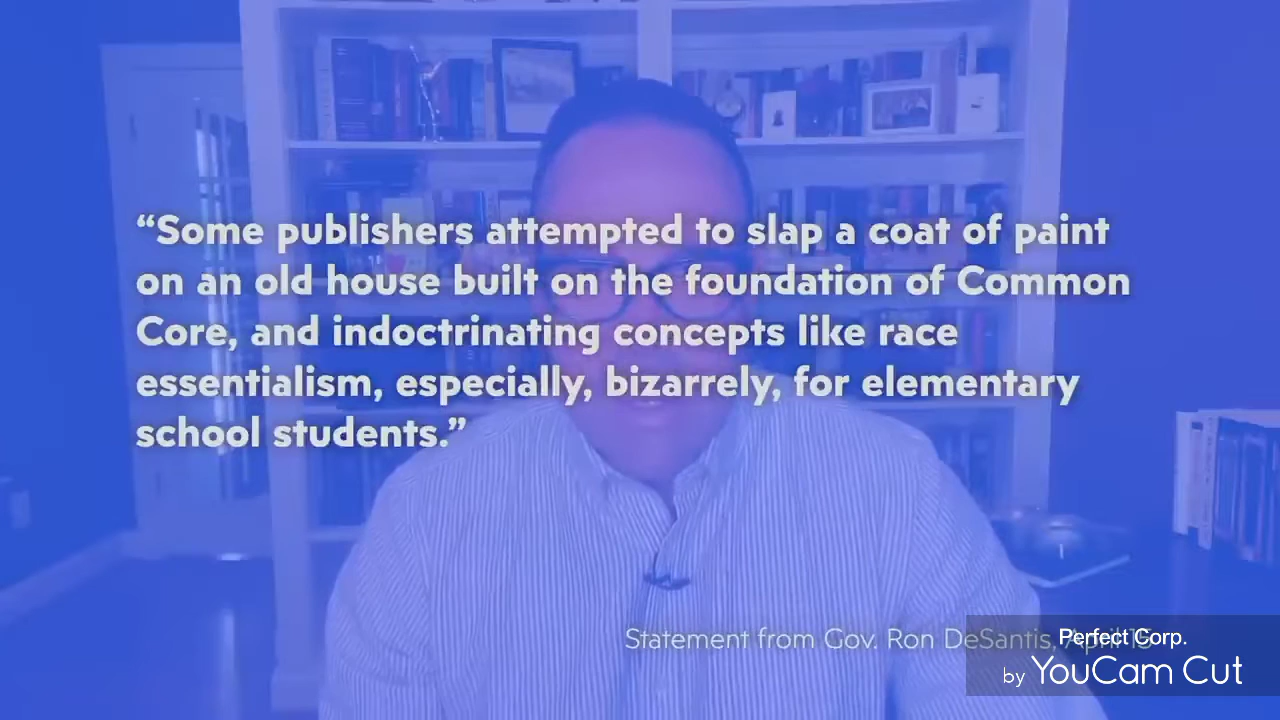 “Some publishers attempted to slap a coat of paint
on an old house built on the foundation of Common
Core, and indoctrinating concepts like race
essentialism, especially, bizarrely, for elementary
school students.”
Statement from Gov. Ron DeSantis, April 15
Perfect Corp.
by YouCam Cut